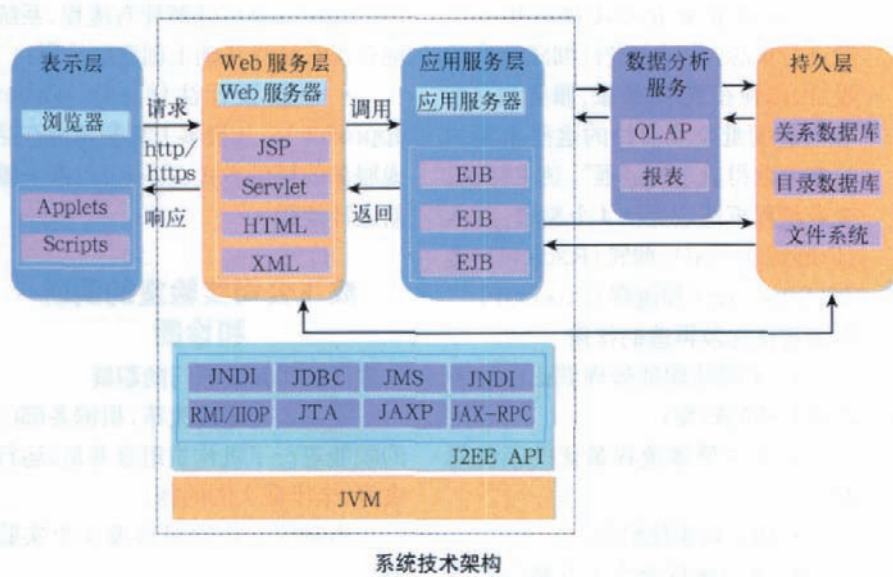 表示层
浏览器
Applets
Scripts
请求
http/
https
响应
Web 服务层
Web服务器
JSP
Servlet
HTML
XML
调用
返回
应用服务层
应用服务器
EJB
EJB
EJB
数据分析
服务
OLAP
报表
持久层
关系数据库
目录数据库
文件系统
JNDI JDBC JMS JNDI
RMI/IIOP JTA JAXP JAX-RPC
J2EE API
JVM
系统技术架构